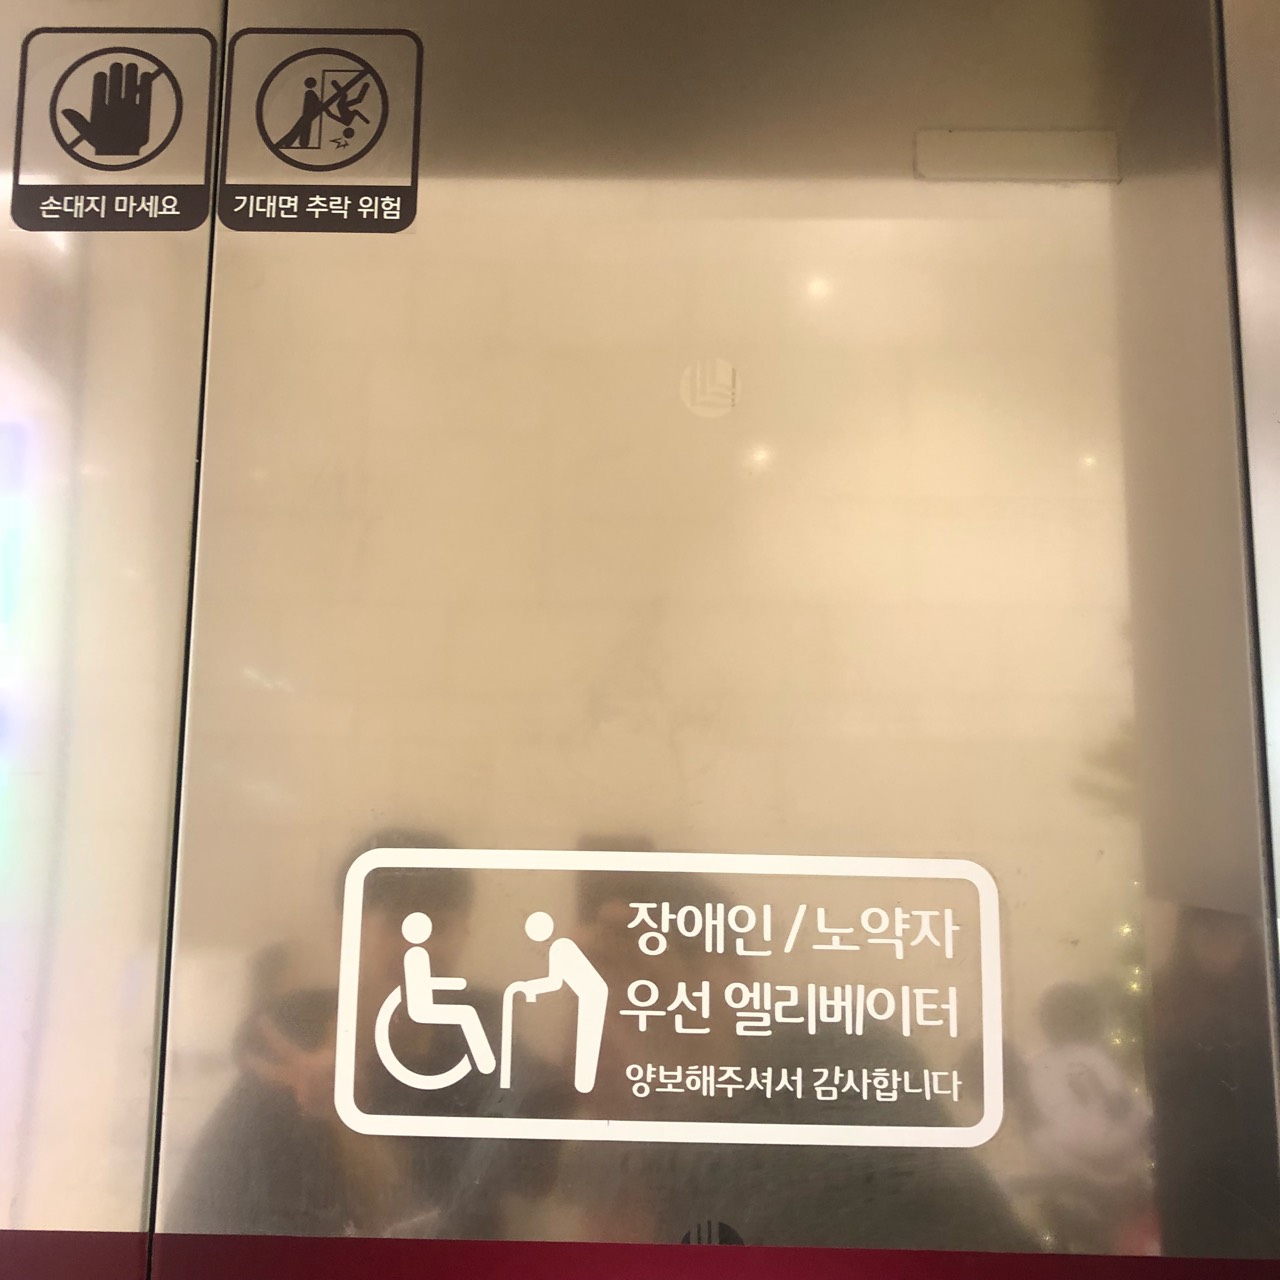 손대지 마세요
기대면 추락 위험
장애인 / 노약자
우선 엘리베이터
양보해주셔서 감사합니다